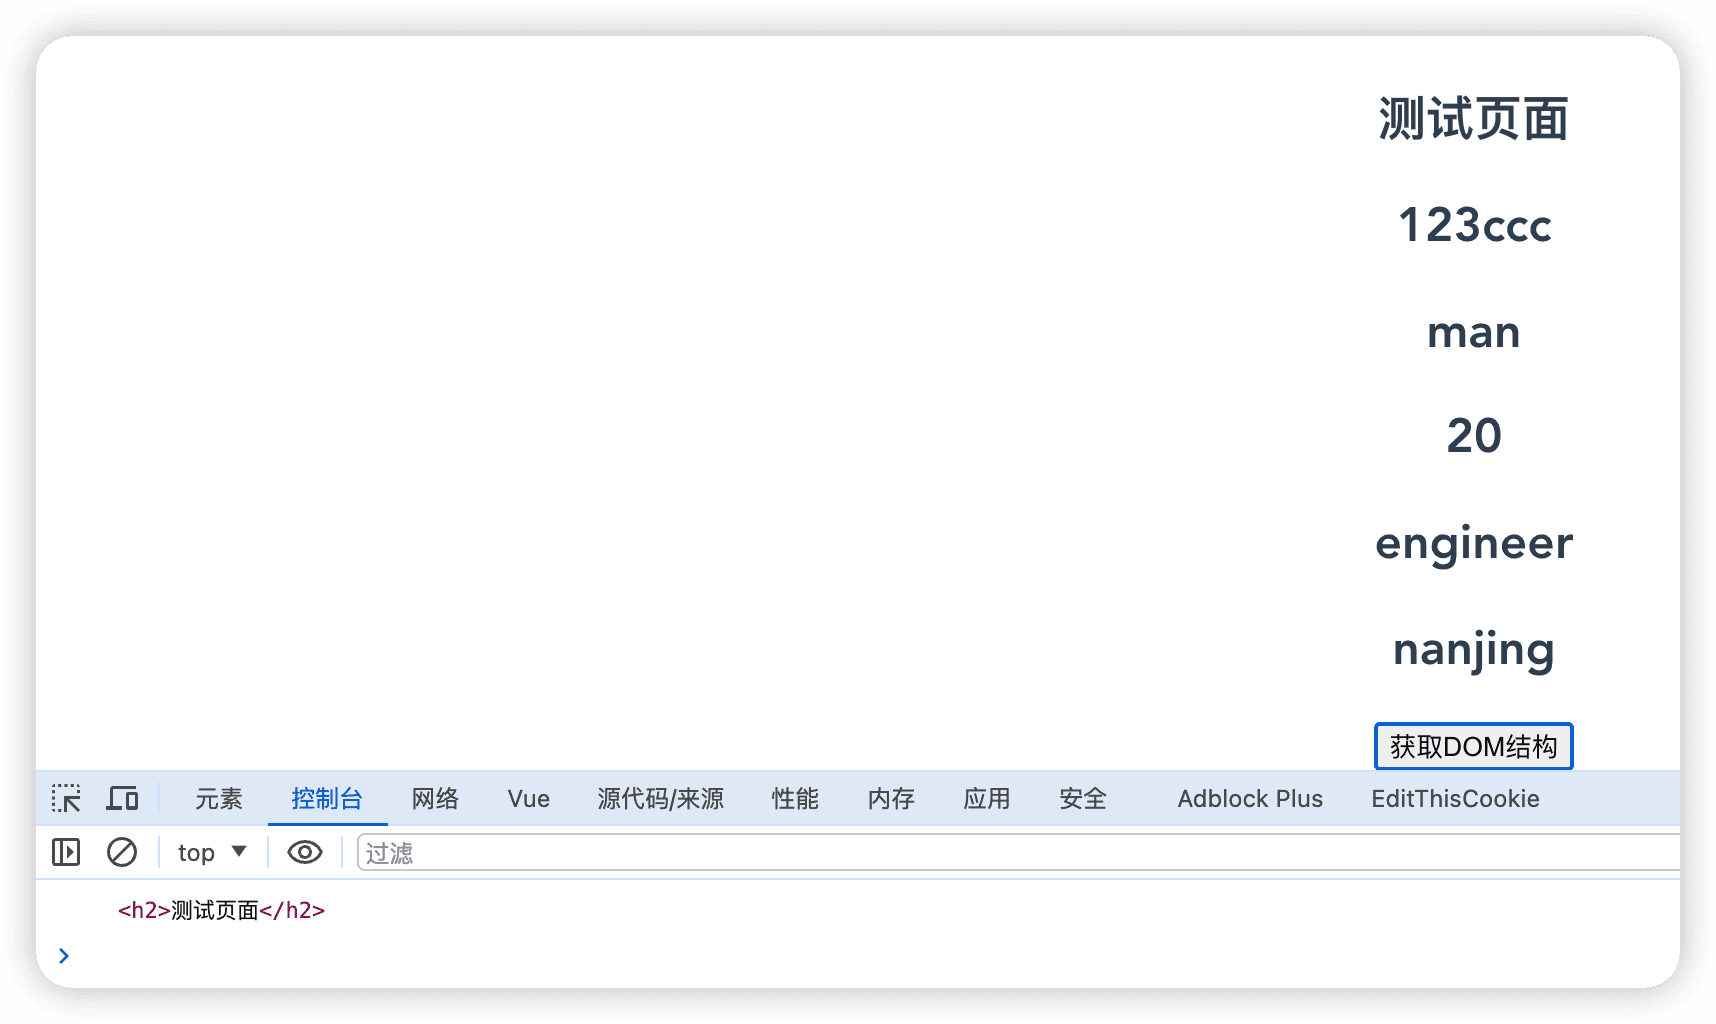 测试页面
123ccc
man
20
engineer
nanjing
获取DOM结构
元素 控制台 网络 Vue 源代码/来源 性能 内存 应用 安全 Adblock Plus EditThisCookie
top 过滤
<h2>测试页面</h2>